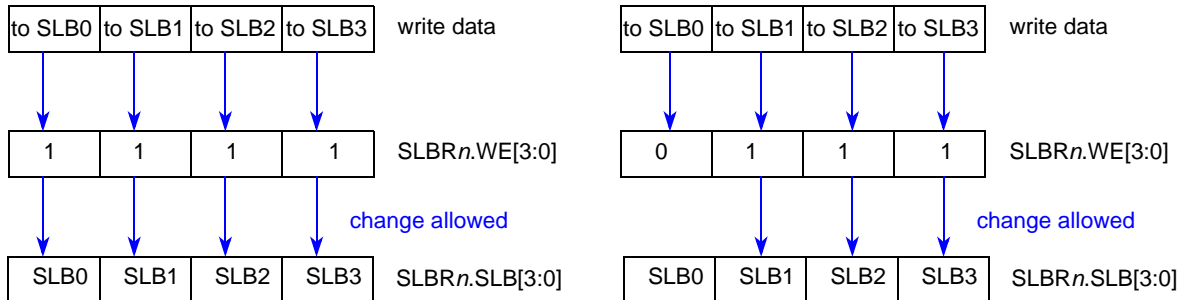 to SLB0 to SLB1 to SLB2 to SLB3 write data
1 1 1 1 SLBRn.WE[3:0]
change allowed
SLB0 SLB1 SLB2 SLB3 SLBRn.SLB[3:0]
to SLB0 to SLB1 to SLB2 to SLB3 write data
0 1 1 1 SLBRn.WE[3:0]
change allowed
SLB0 SLB1 SLB2 SLB3 SLBRn.SLB[3:0]